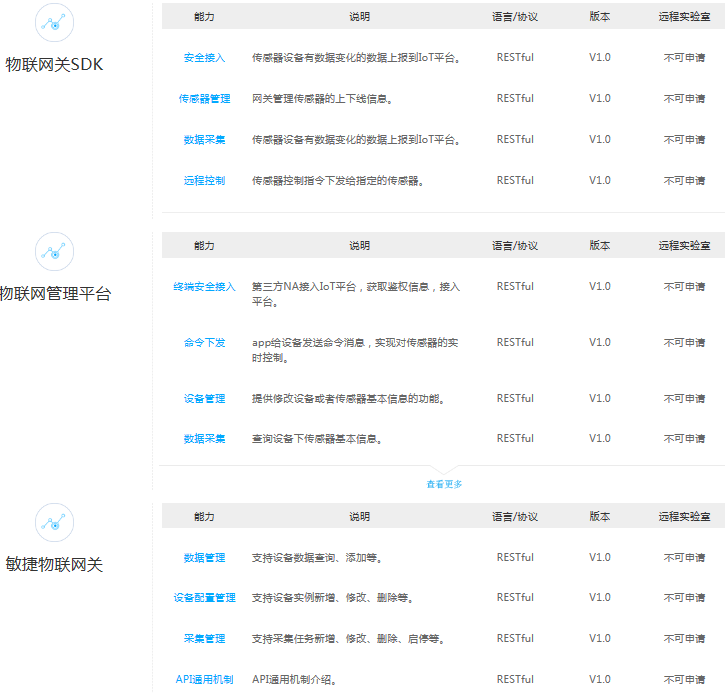 物联网关SDK
能力 说明 语言/协议 版本 远程实验室
安全接入 传感器设备有数据变化的数据上报到IoT平台。 RESTful V1.0 不可申请
传感器管理 网关管理传感器的上下线信息。 RESTful V1.0 不可申请
数据采集 传感器设备有数据变化的数据上报到IoT平台。 RESTful V1.0 不可申请
远程控制 传感器控制指令下发给指定的传感器。 RESTful V1.0 不可申请
物联网管理平台
能力 说明 语言/协议 版本 远程实验室
终端安全接入 第三方NA接入IoT平台，获取鉴权信息，接入 RESTful V1.0 不可申请
平台。
命令下发 app给设备发送命令消息，实现对传感器的实 RESTful V1.0 不可申请
时控制。
设备管理 提供修改设备或者传感器基本信息的功能。 RESTful V1.0 不可申请
数据采集 查询设备下传感器基本信息。 RESTful V1.0 不可申请
查看更多
敏捷物联网关
能力 说明 语言/协议 版本 远程实验室
数据管理 支持设备数据查询、添加等。 RESTful V1.0 不可申请
设备配置管理 支持设备实例新增、修改、删除等。 RESTful V1.0 不可申请
采集管理 支持采集任务新增、修改、删除、启停等。 RESTful V1.0 不可申请
API通用机制 API通用机制介绍。 RESTful V1.0 不可申请